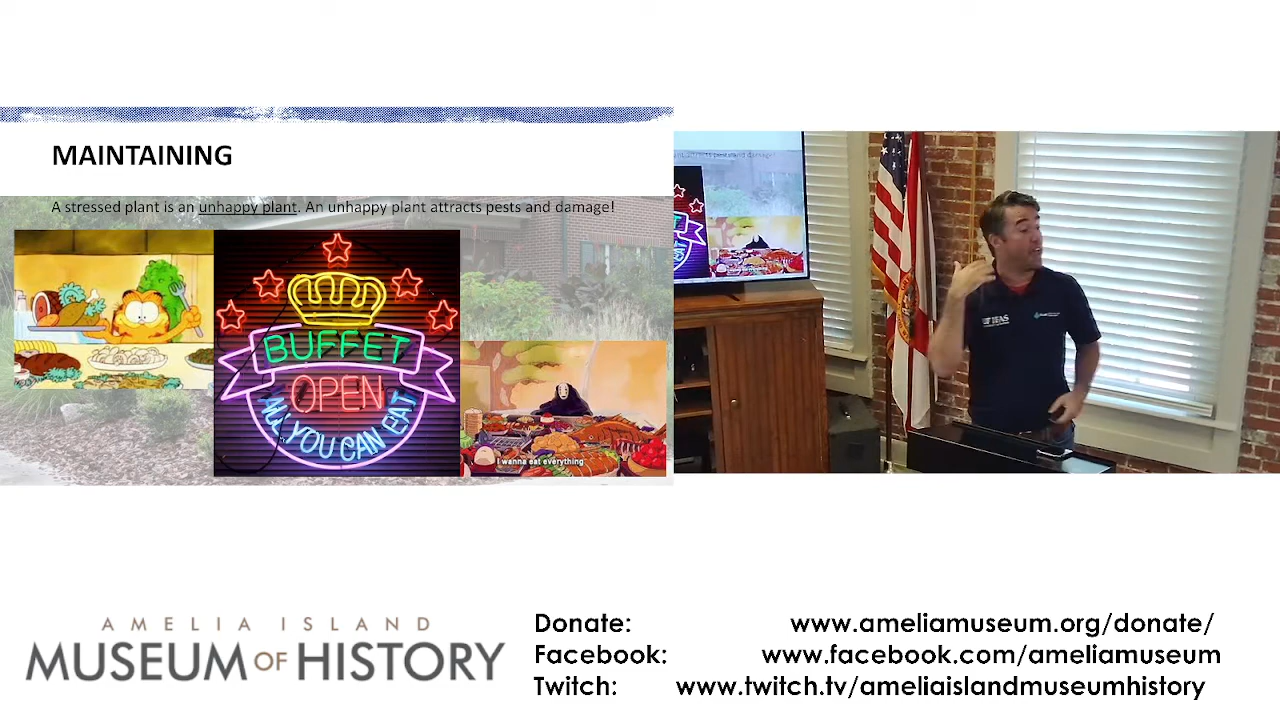 MAINTAINING
A stressed plant is an unhappy plant. An unhappy plant attracts pests and damage!
BUFFET
OPEN
ALL YOU CAN EAT
I wanna eat everything
UF IFAS
AMELIA ISLAND
MUSEUM OF HISTORY
Donate: www.ameliamuseum.org/donate/
Facebook: www.facebook.com/ameliamuseum
Twitch: www.twitch.tv/ameliaislandmuseumhistory